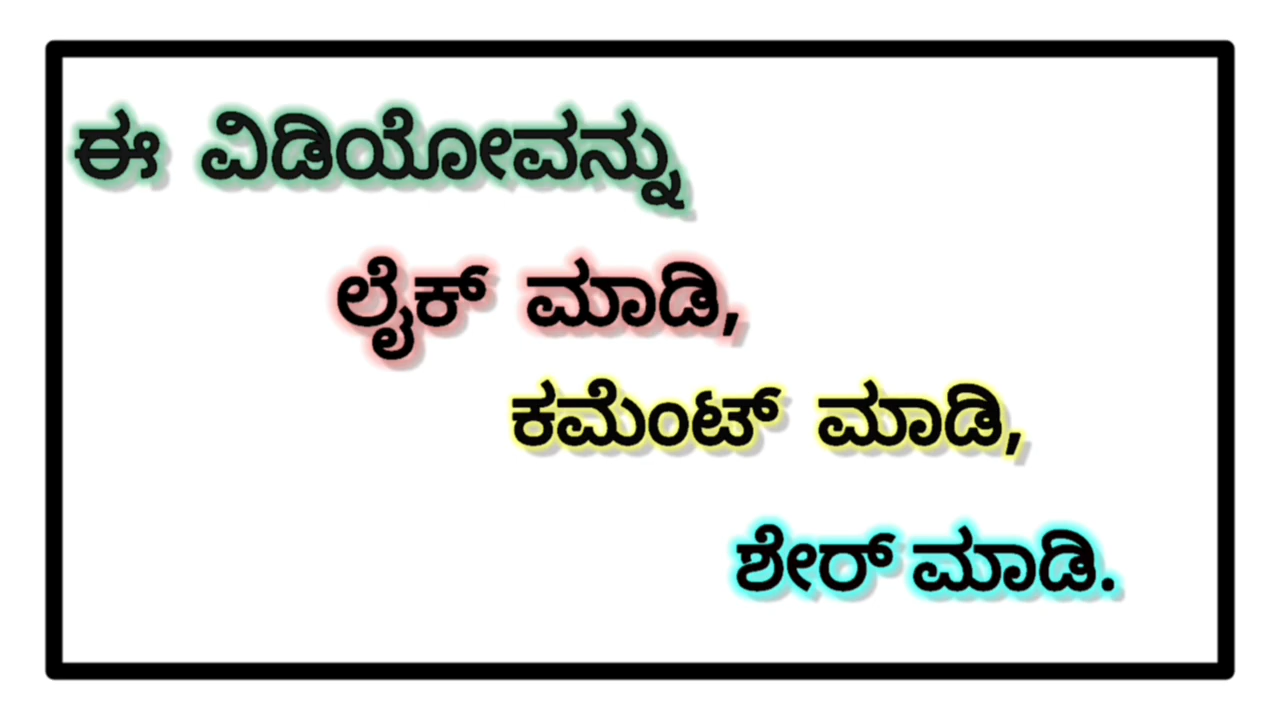 ಈ ವಿಡಿಯೋವನ್ನು
ಲೈಕ್ ಮಾಡಿ,
ಕಮೆಂಟ್ ಮಾಡಿ,
ಶೇರ್ ಮಾಡಿ.